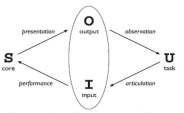 O
output
presentation
observation
S
core
U
task
performance
articulation
I
input